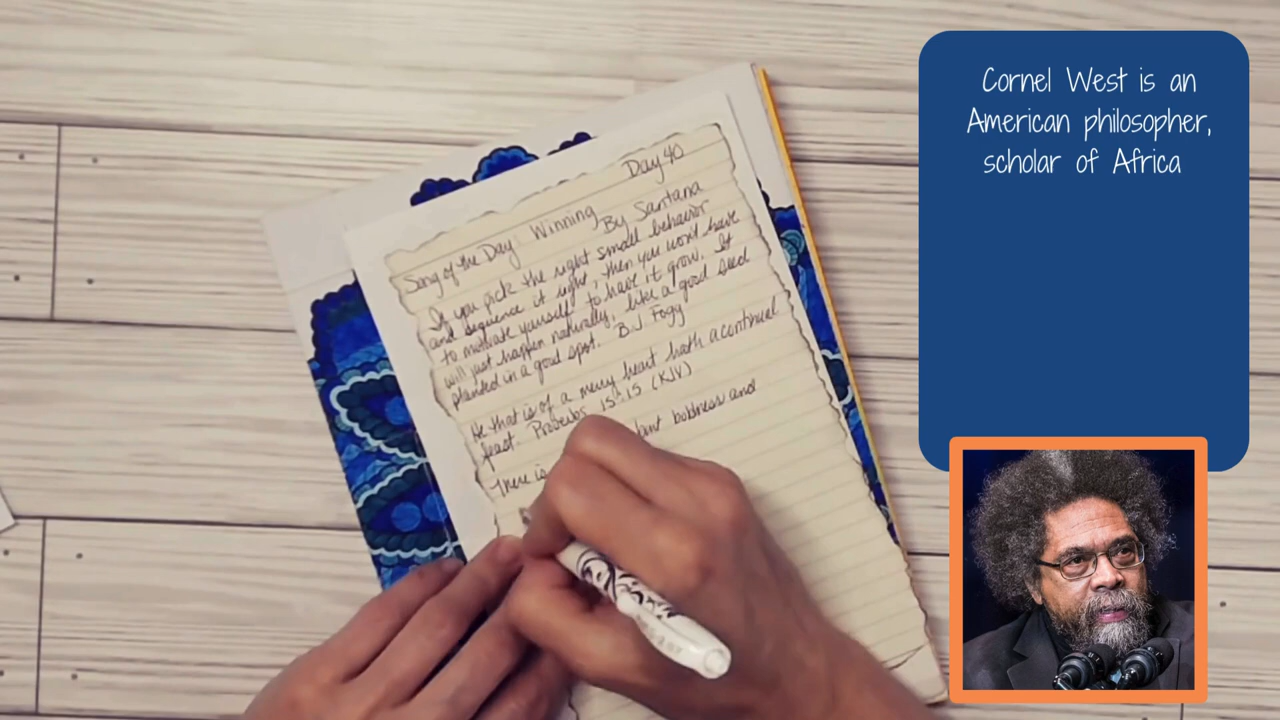 Day 40
Song of the Day: Winning By Santana
If you pick the right small behavior
and sequence it right, then you won't have
to motivate yourself to have it grow. It
will just happen naturally, like a good seed
planted in a good spot. B.J. Fogg
He that is of a merry heart hath a continual
feast. Proverbs 15:15 (KJV)
There is boldness and
Cornel West is an
American philosopher,
scholar of Africa